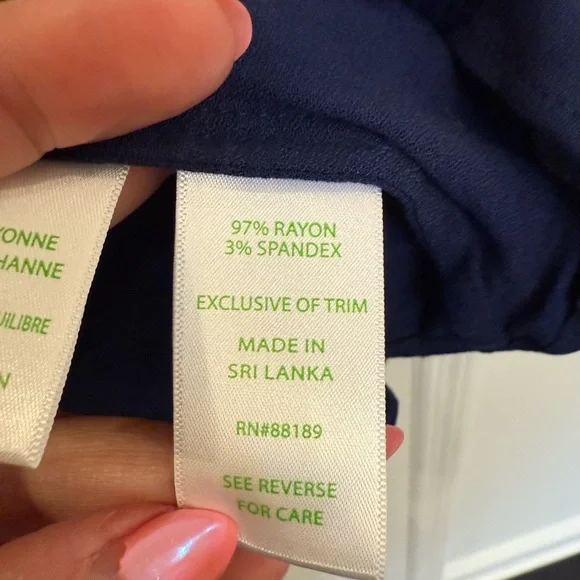 97% RAYON
3% SPANDEX
EXCLUSIVE OF TRIM
MADE IN
SRI LANKA
RN#88189
SEE REVERSE
FOR CARE
YONNE
HANNE
UILIBRE
N